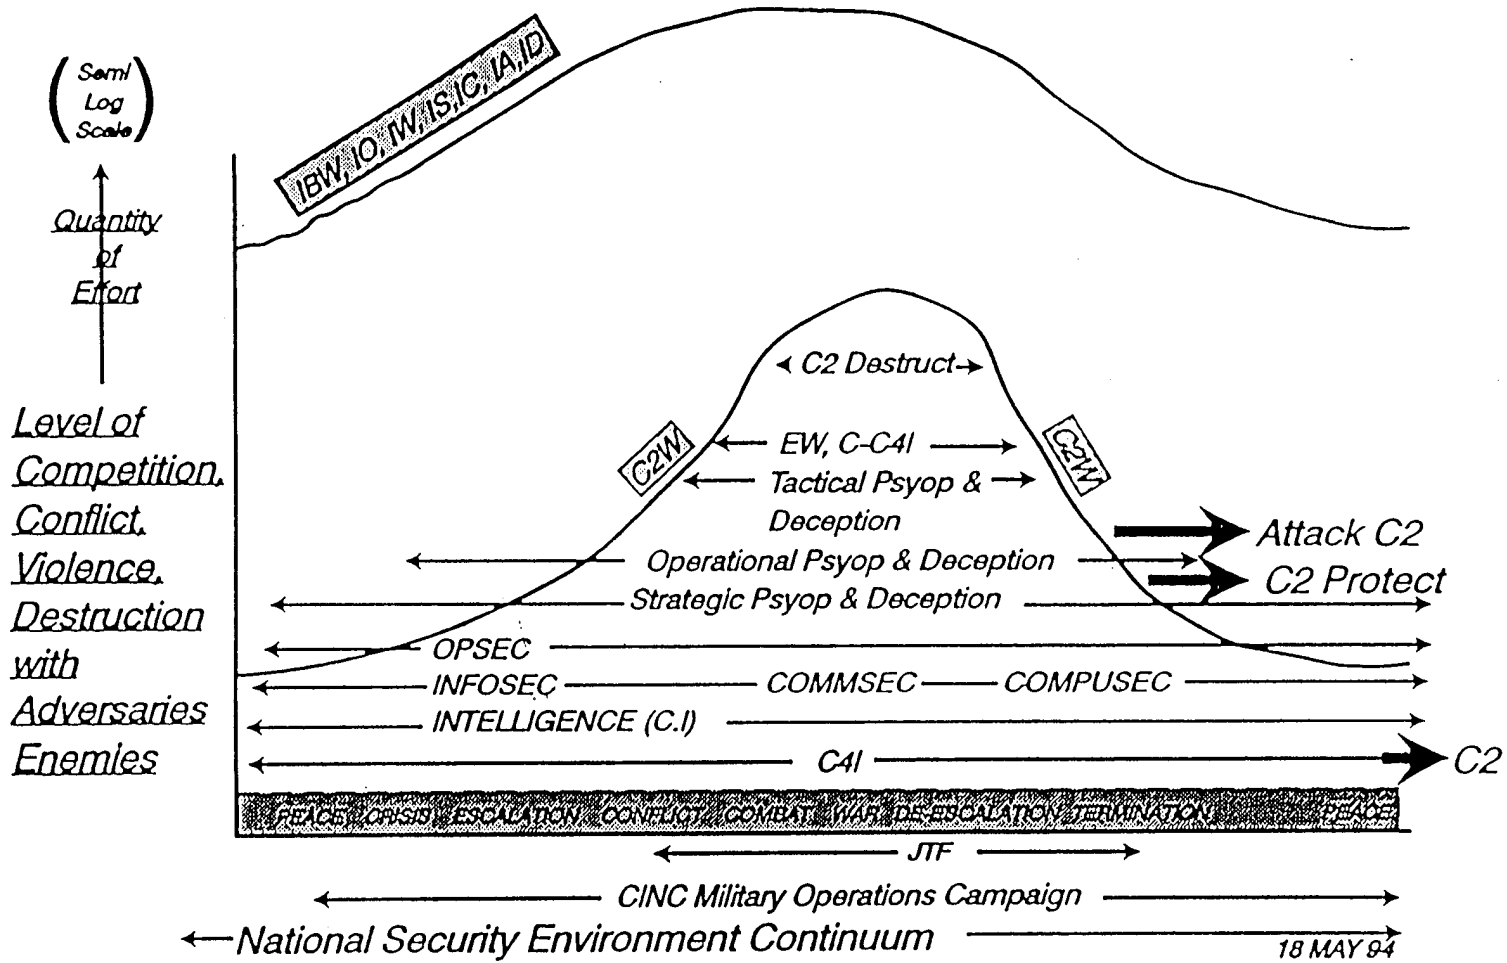 Semi
Log
Scale
IBW, IO, IW, IS,IC, IA,ID
Quantity
of
Effort
Level of
Competition,
Conflict,
Violence,
Destruction
with
Adversaries
Enemies
C2 Destruct
C2W
C2W
EW, C-C4I
Tactical Psyop &
Deception
Attack C2
Operational Psyop & Deception
C2 Protect
Strategic Psyop & Deception
OPSEC
INFOSEC COMMSEC COMPUSEC
INTELLIGENCE (C.I)
C4I
C2
PEACE CRISIS ESCALATION CONFLICT COMBAT WAR DE-ESCALATION TERMINATION PEACE
JTF
CINC Military Operations Campaign
National Security Environment Continuum
18 MAY 94